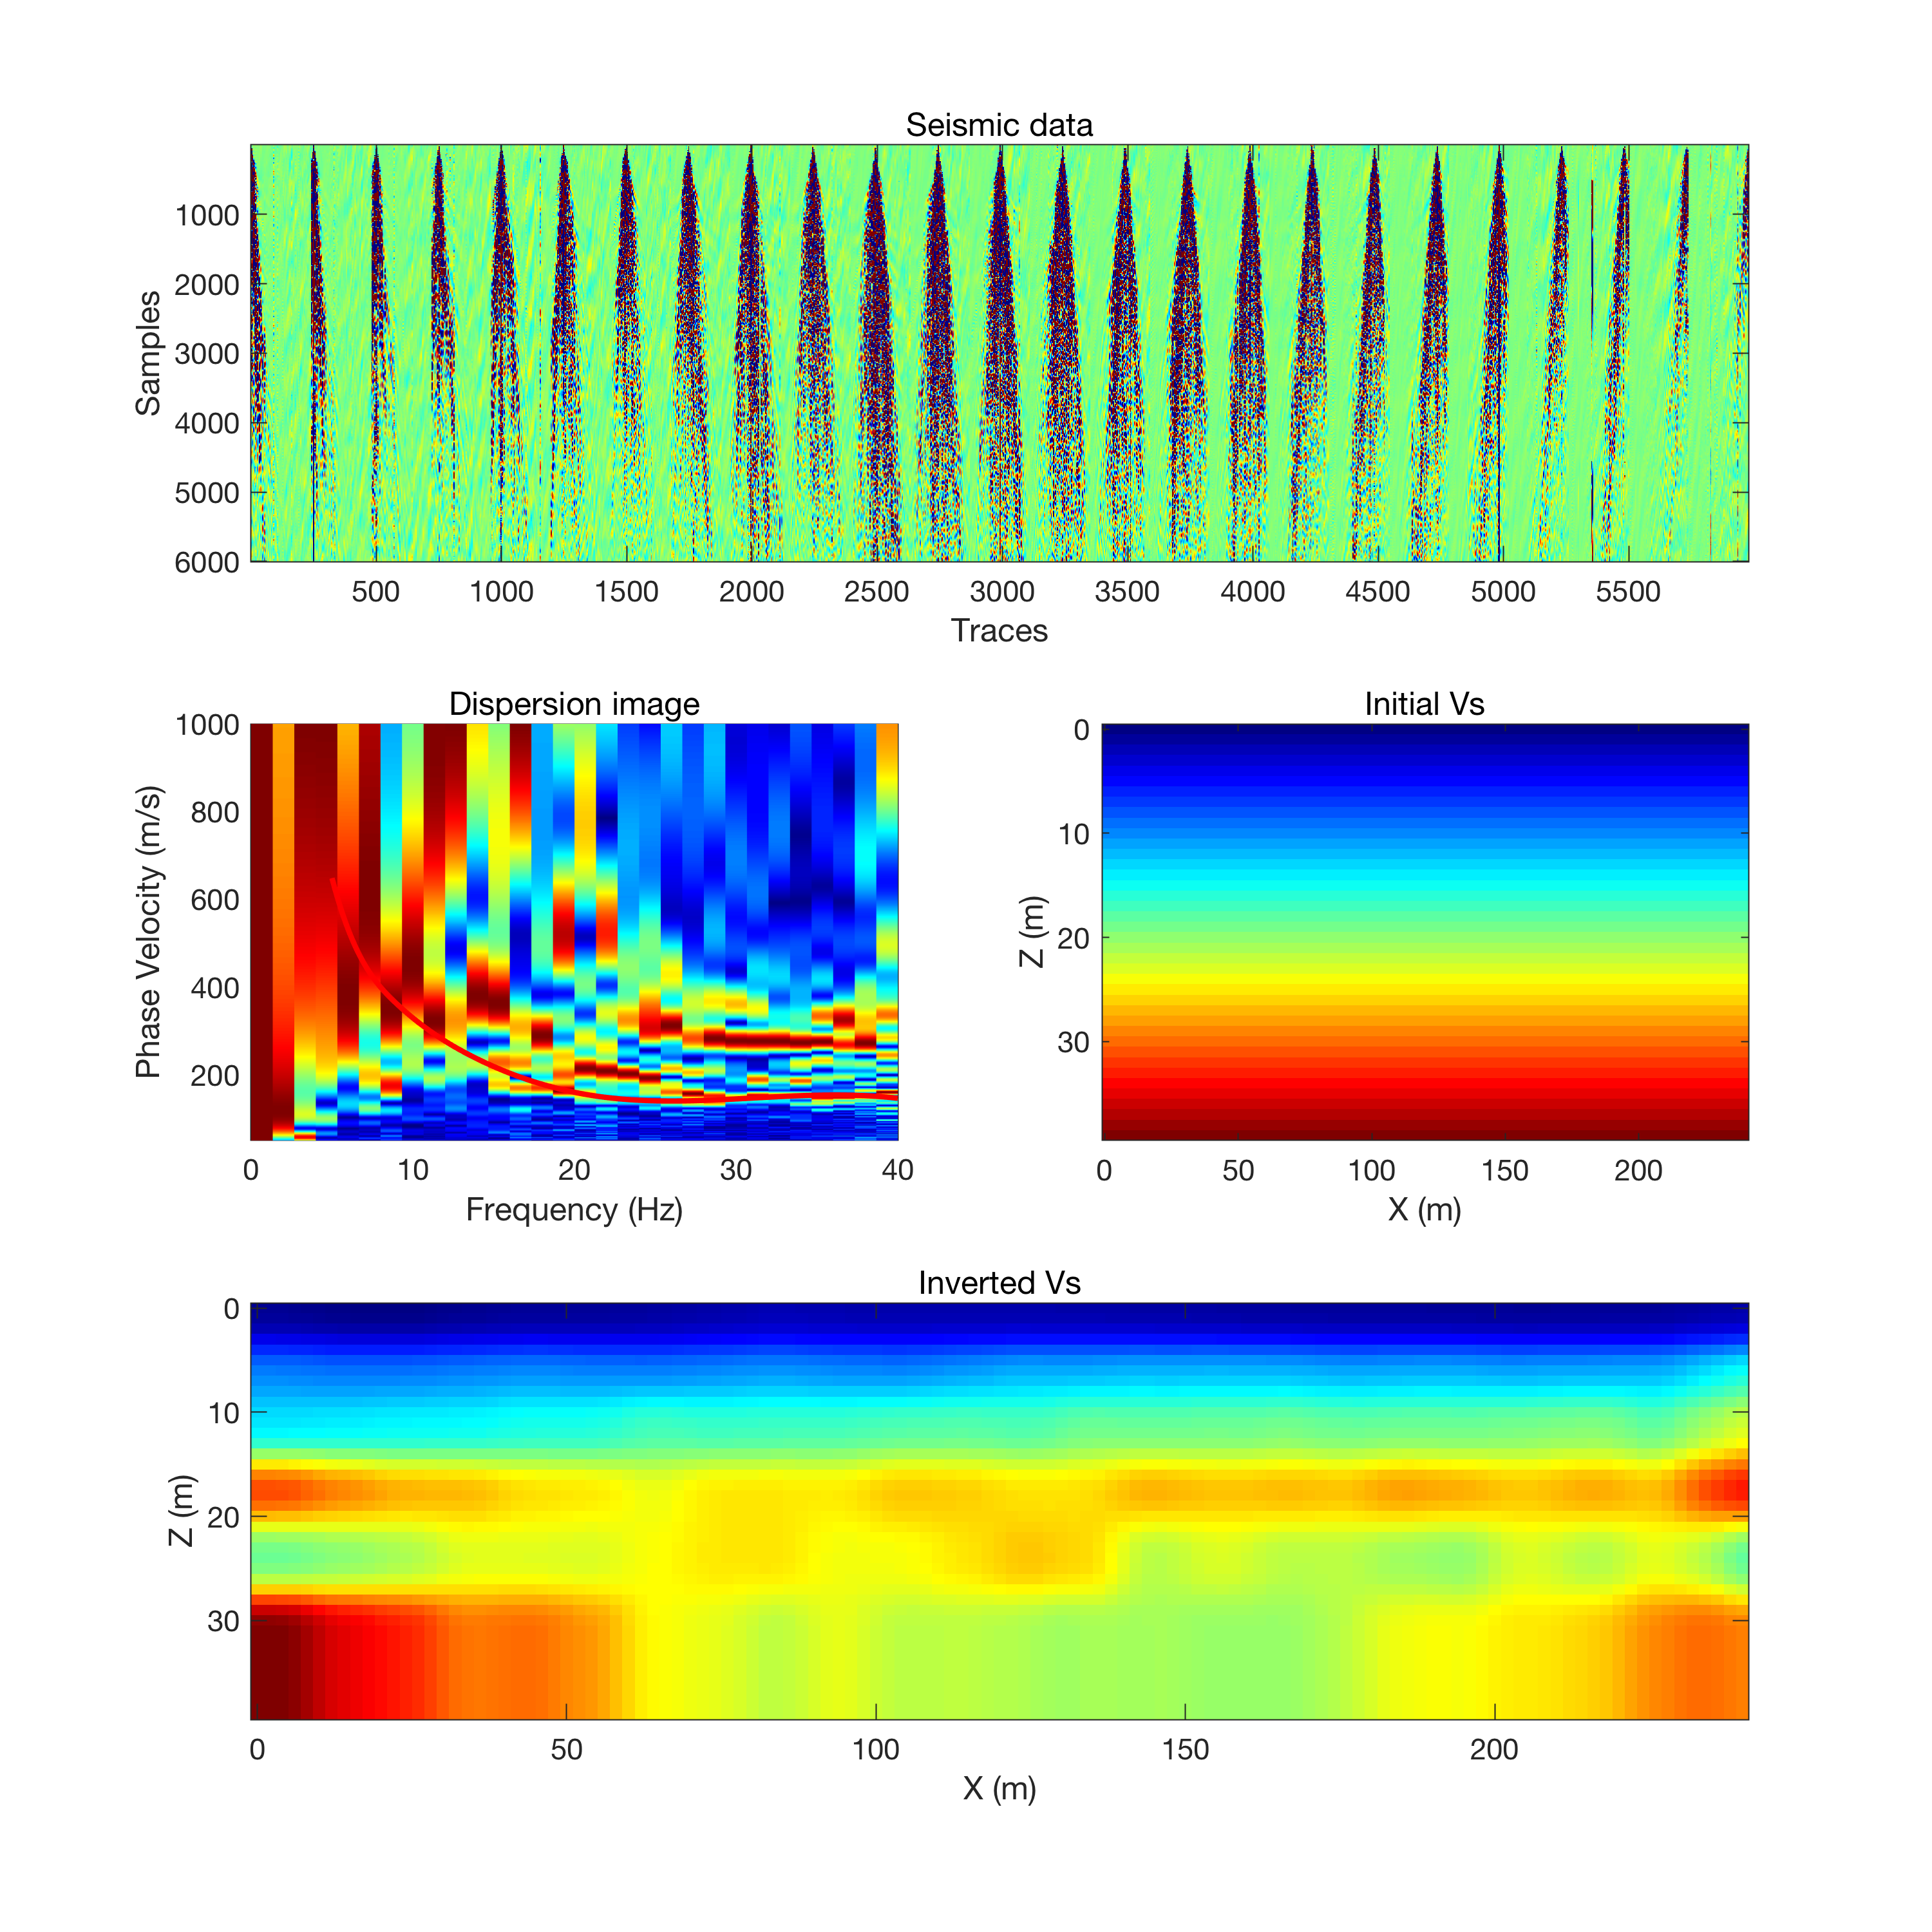 Seismic data
Samples
1000
2000
3000
4000
5000
6000
500 1000 1500 2000 2500 3000 3500 4000 4500 5000 5500
Traces
Dispersion image
Phase Velocity (m/s)
1000
800
600
400
200
0 10 20 30 40
Frequency (Hz)
Initial Vs
Z (m)
0
10
20
30
0 50 100 150 200
X (m)
Inverted Vs
Z (m)
0
10
20
30
0 50 100 150 200
X (m)